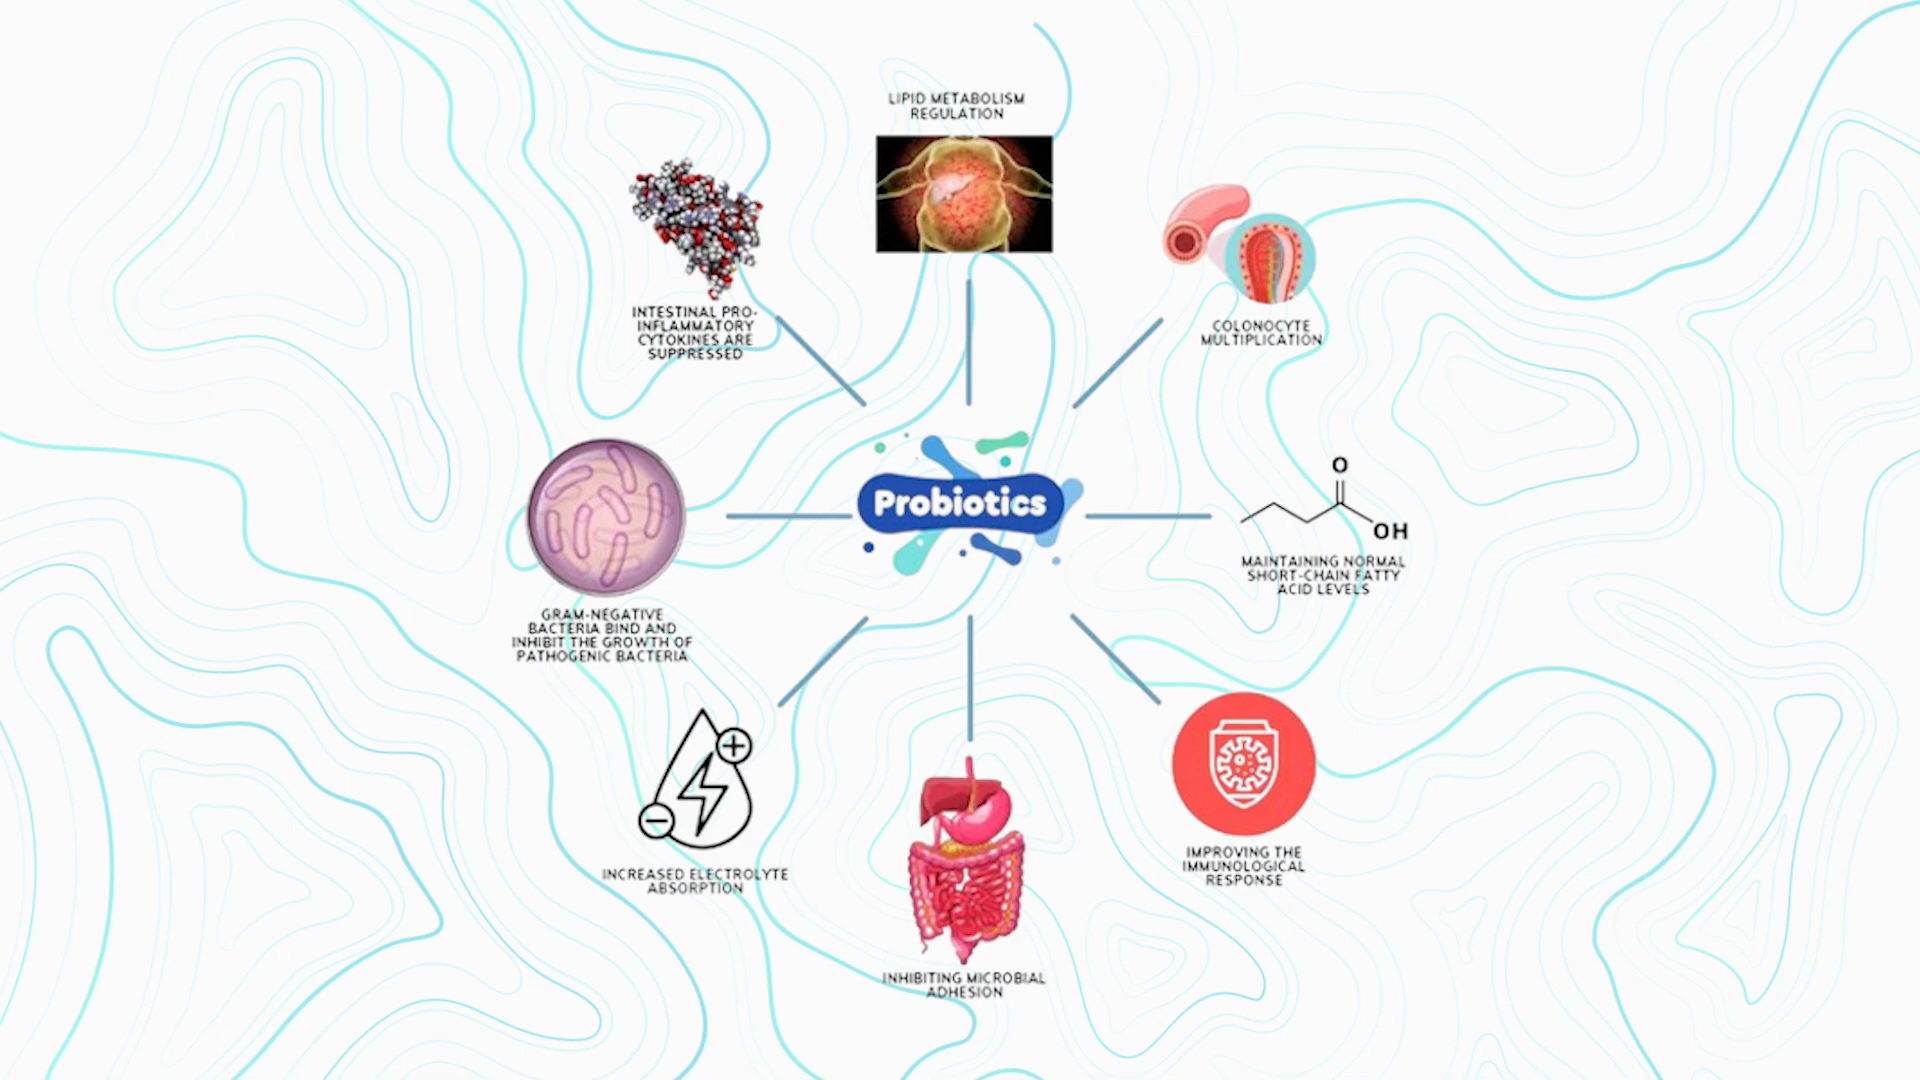 LIPID METABOLISM
REGULATION
INTESTINAL PRO-
INFLAMMATORY
CYTOKINES ARE
SUPPRESSED
COLONOCYTE
MULTIPLICATION
Probiotics
O
OH
MAINTAINING NORMAL
SHORT-CHAIN FATTY
ACID LEVELS
GRAM-NEGATIVE
BACTERIA BIND AND
INHIBIT THE GROWTH OF
PATHOGENIC BACTERIA
INCREASED ELECTROLYTE
ABSORPTION
IMPROVING THE
IMMUNOLOGICAL
RESPONSE
INHIBITING MICROBIAL
ADHESION